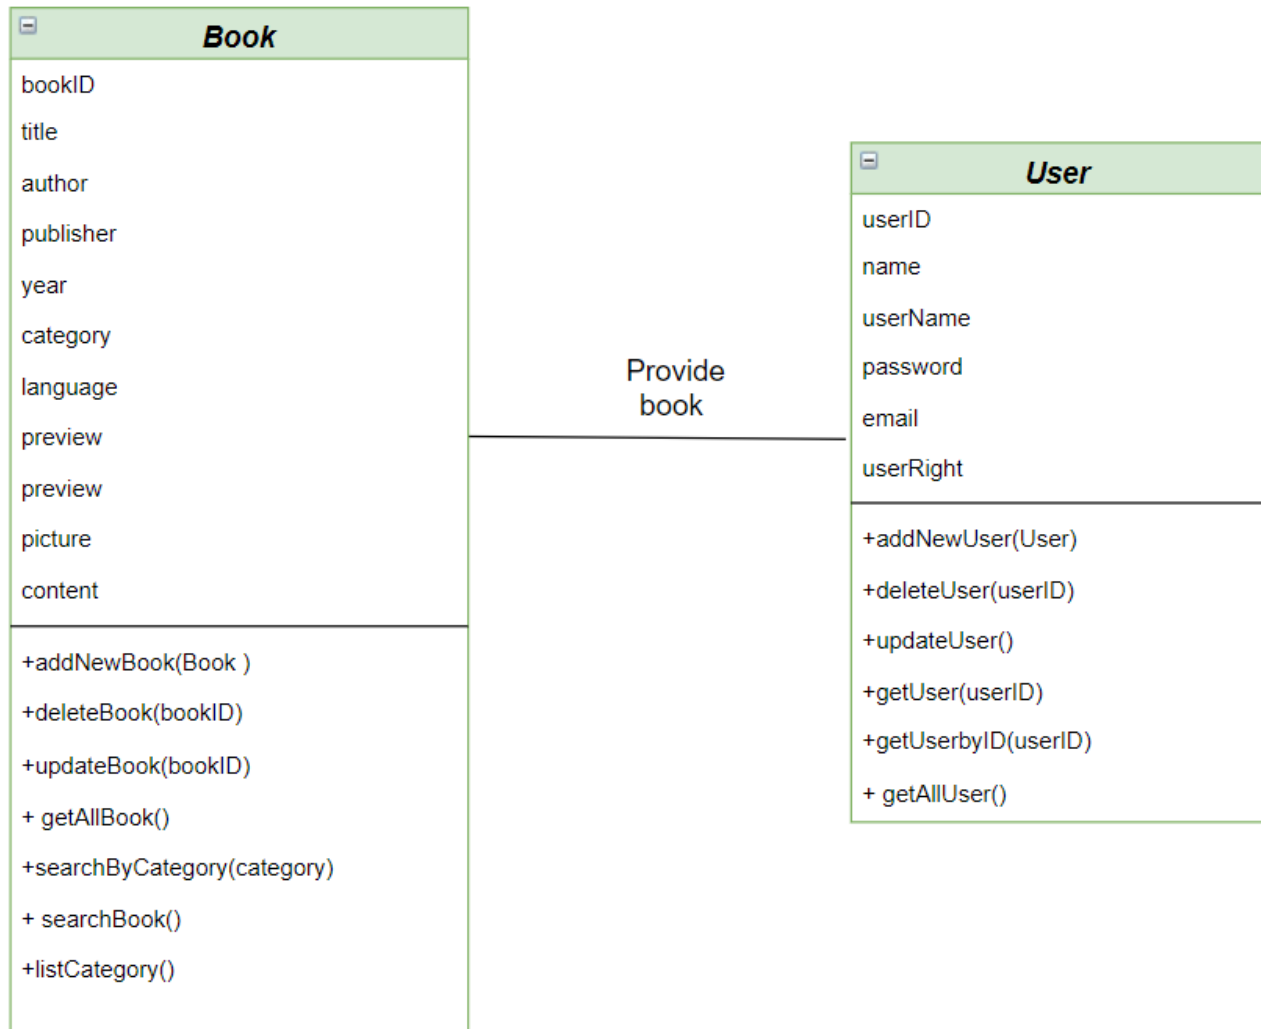 Book
bookID
title
author
publisher
year
category
language
preview
preview
picture
content
+addNewBook(Book )
+deleteBook(bookID)
+updateBook(bookID)
+ getAllBook()
+searchByCategory(category)
+ searchBook()
+listCategory()
Provide
book
User
userID
name
userName
password
email
userRight
+addNewUser(User)
+deleteUser(userID)
+updateUser()
+getUser(userID)
+getUserbyID(userID)
+ getAllUser()